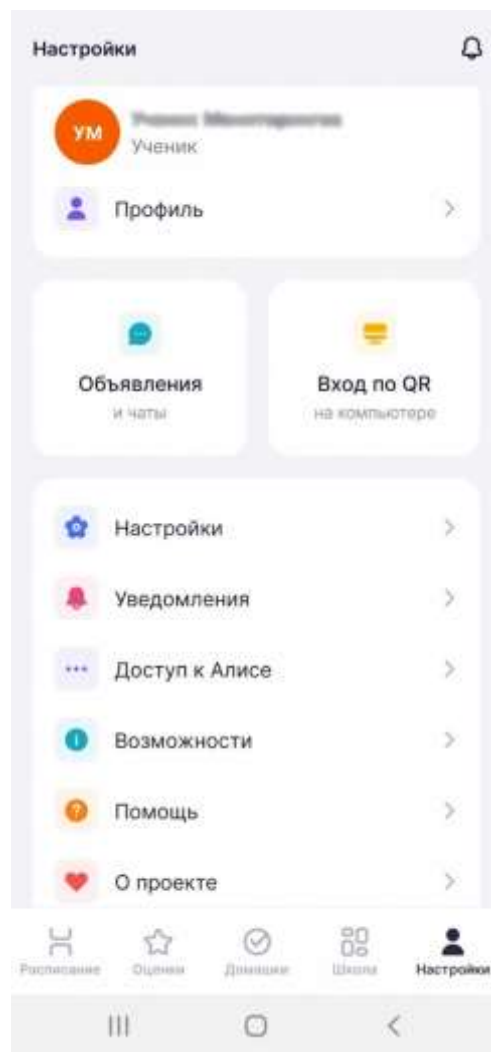 Настройки
УМ
Ученик
Профиль
Объявления
и чаты
Вход по QR
на компьютере
Настройки
Уведомления
Доступ к Алисе
Возможности
Помощь
О проекте
Расписание Оценки Домашки Школа Настройки